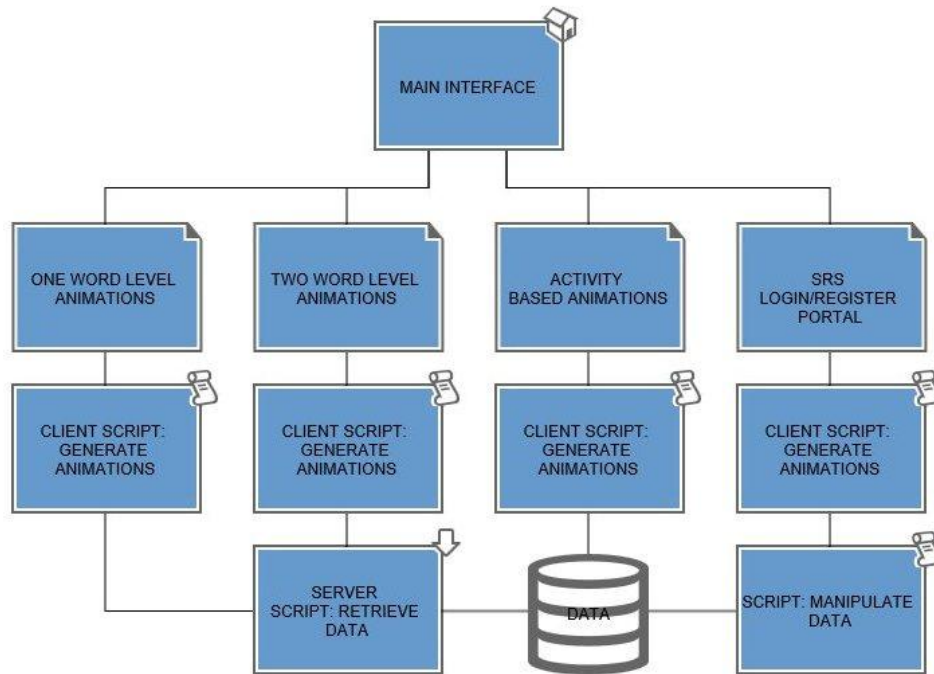 MAIN INTERFACE
ONE WORD LEVEL
ANIMATIONS
TWO WORD LEVEL
ANIMATIONS
ACTIVITY
BASED ANIMATIONS
SRS
LOGIN/REGISTER
PORTAL
CLIENT SCRIPT:
GENERATE
ANIMATIONS
CLIENT SCRIPT:
GENERATE
ANIMATIONS
CLIENT SCRIPT:
GENERATE
ANIMATIONS
CLIENT SCRIPT:
GENERATE
ANIMATIONS
SERVER
SCRIPT: RETRIEVE
DATA
DATA
SCRIPT: MANIPULATE
DATA